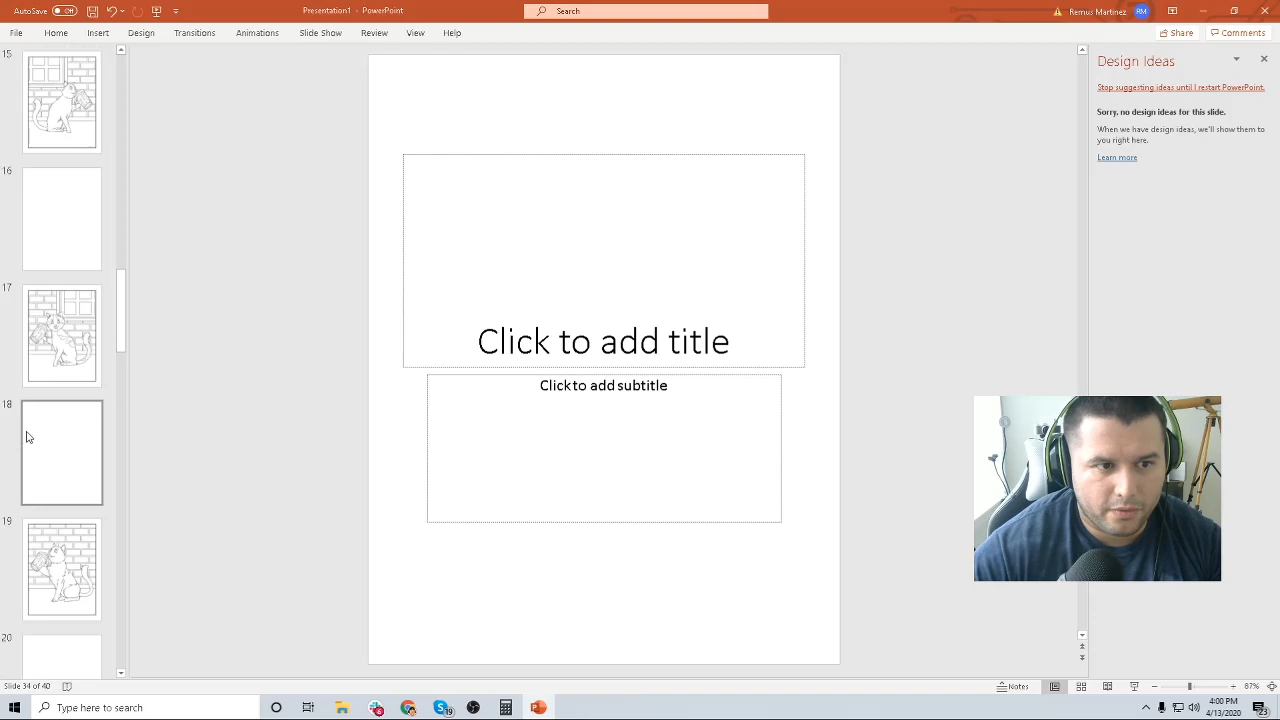 AutoSave Off
Presentation1 - PowerPoint
Search
Remus Martinez RM
File Home Insert Design Transitions Animations Slide Show Review View Help
Share Comments
15
16
17
18
19
20
Click to add title
Click to add subtitle
Design Ideas
Stop suggesting ideas until I restart PowerPoint.
Sorry, no design ideas for this slide.
When we have design ideas, we'll show them to
you right here.
Learn more
Slide 34 of 40
Notes
87%
Type here to search
4:00 PM
4/13/2020